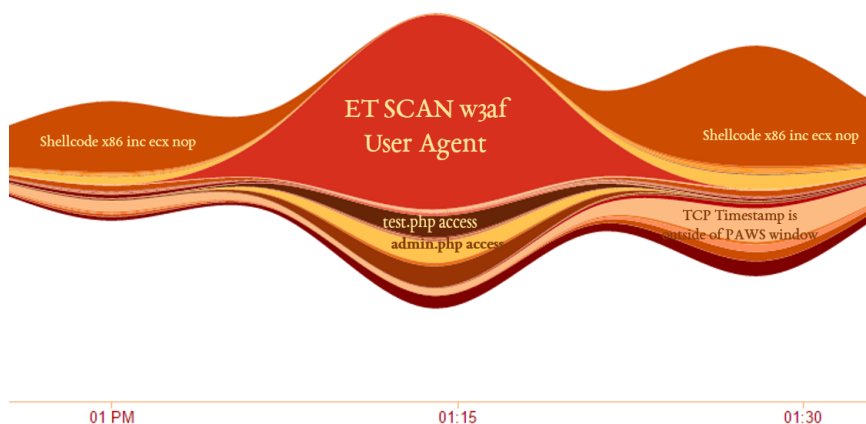 ET SCAN w3af
User Agent
Shellcode x86 inc ecx nop
Shellcode x86 inc ecx nop
test.php access
admin.php access
TCP Timestamp is
outside of PAWS window
01 PM
01:15
01:30